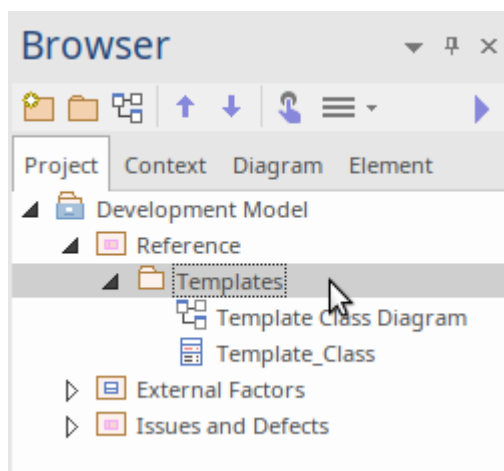 Browser
Project Context Diagram Element
Development Model
Reference
Templates
Template Class Diagram
Template_Class
External Factors
Issues and Defects